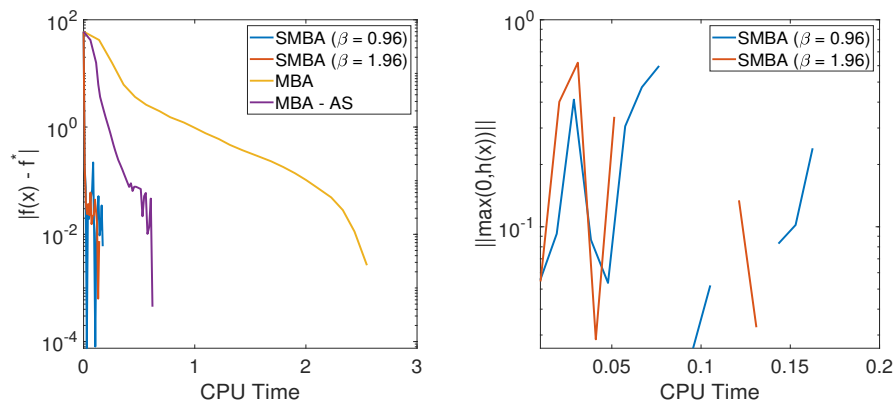 10^2
10^0
10^-2
10^-4
|f(x) - f^*|
0 1 2 3
CPU Time
SMBA (β = 0.96)
SMBA (β = 1.96)
MBA
MBA - AS
10^0
10^-1
||max(0,h(x))||
0.05 0.1 0.15 0.2
CPU Time
SMBA (β = 0.96)
SMBA (β = 1.96)